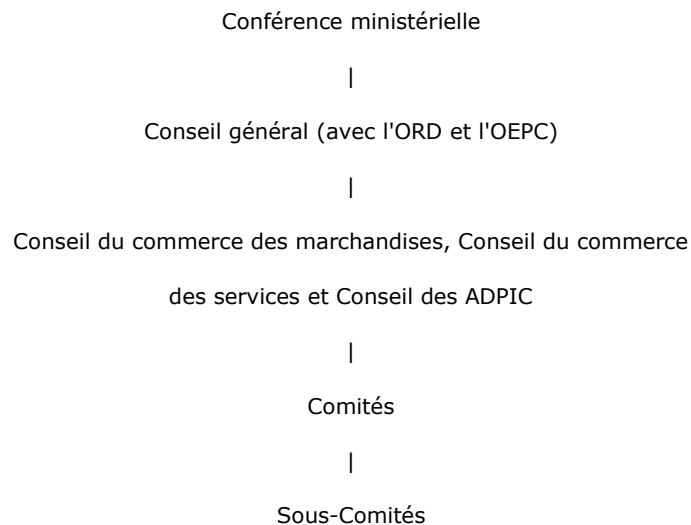 Conférence ministérielle
|
Conseil général (avec l'ORD et l'OEPC)
|
Conseil du commerce des marchandises, Conseil du commerce
des services et Conseil des ADPIC
|
Comités
|
Sous-Comités